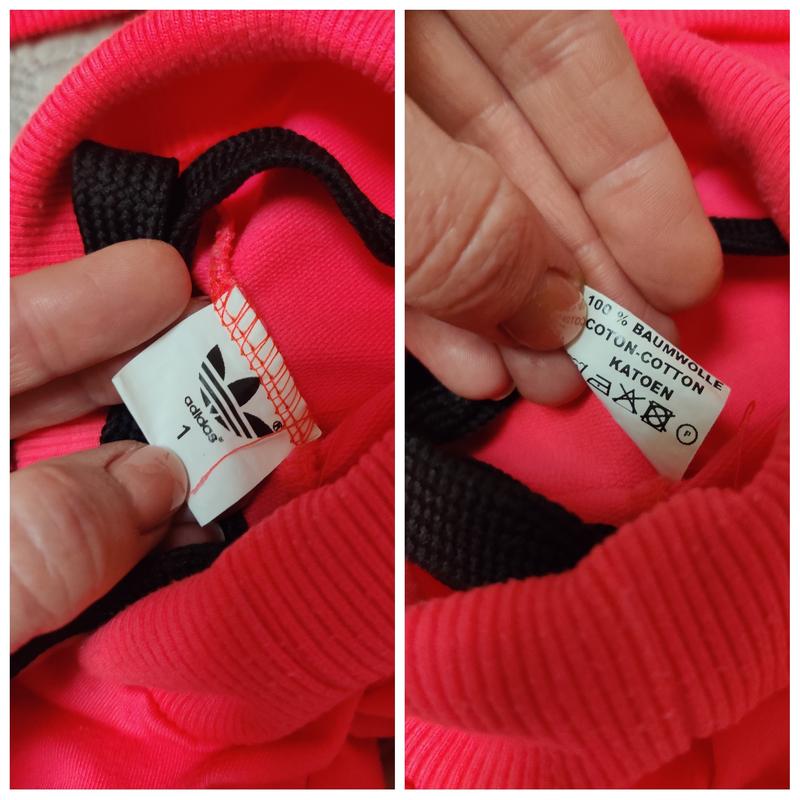 adidas®
1
®
100 % BAUMWOLLE
COTON-COTTON
KATOEN
P